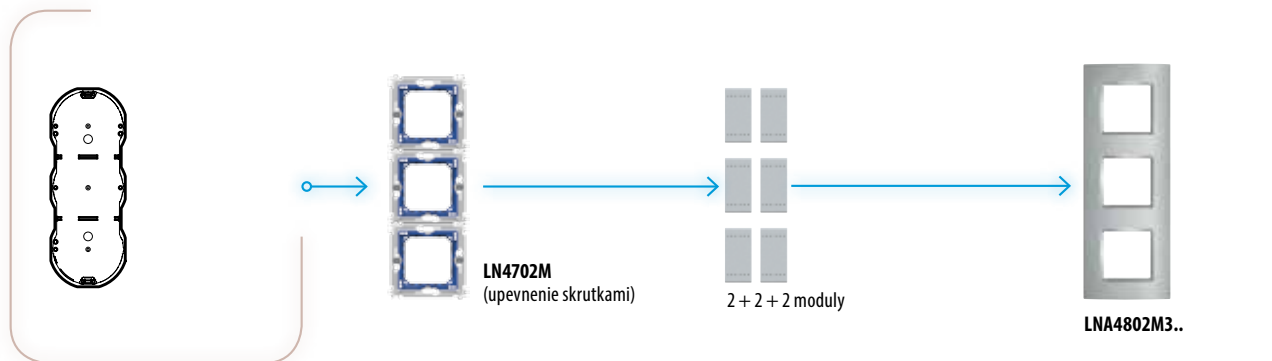 LN4702M
(upevnenie skrutkami)
2 + 2 + 2 moduly
LNA4802M3..